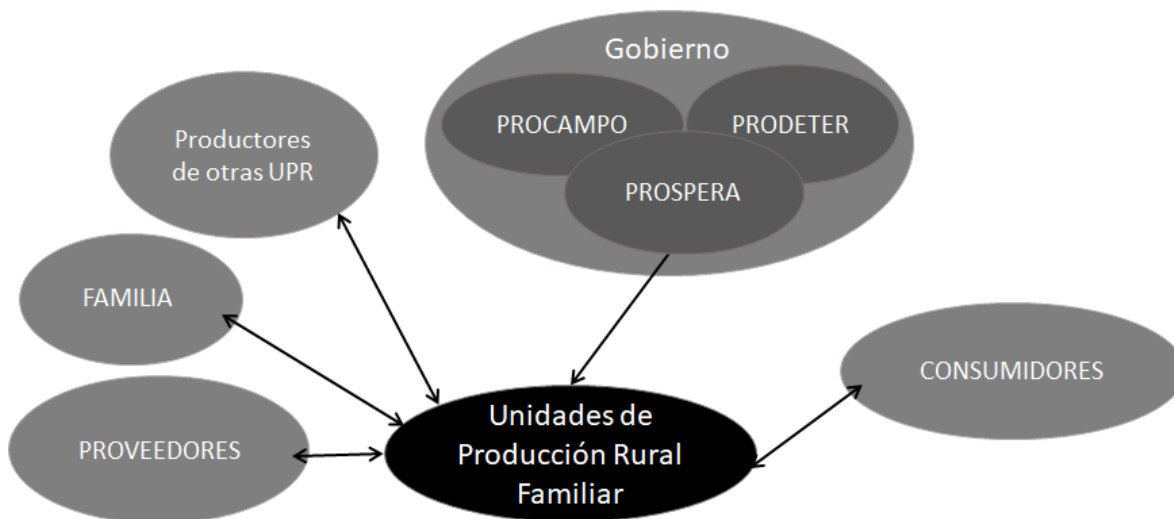 Gobierno
PROCAMPO
PRODETER
PROSPERA
Productores
de otras UPR
FAMILIA
PROVEEDORES
Unidades de
Producción Rural
Familiar
CONSUMIDORES